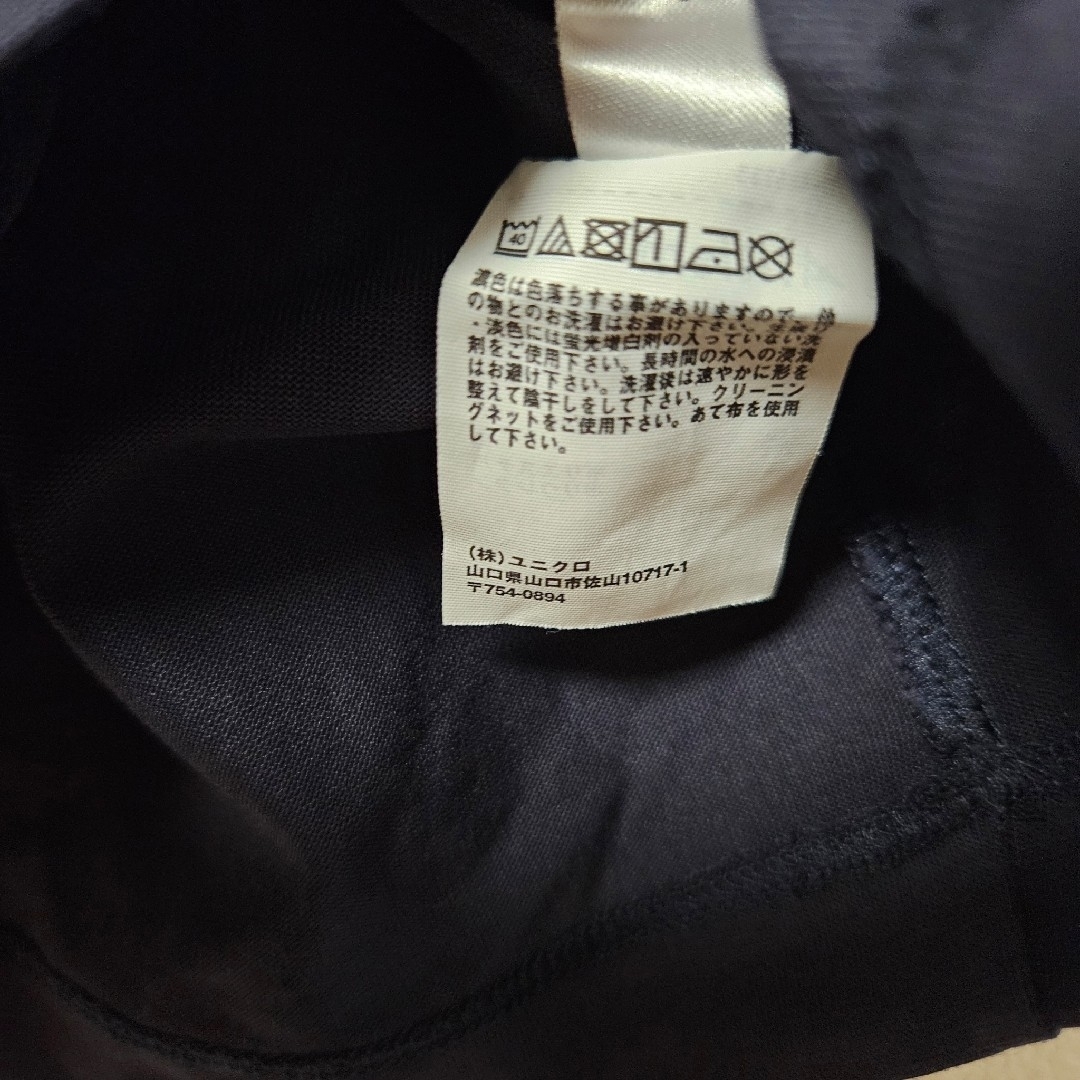 40
濃色は色落ちする事がありますので、他
の物とのお洗濯はお避け下さい。
・淡色には蛍光増白剤の入っていない洗
剤をご使用下さい。長時間の水への浸漬
はお避け下さい。洗濯後は速やかに形を
整えて陰干しをして下さい。クリーニン
グネットをご使用下さい。あて布を使用
して下さい。
(株)ユニクロ
山口県山口市佐山10717-1
〒754-0894